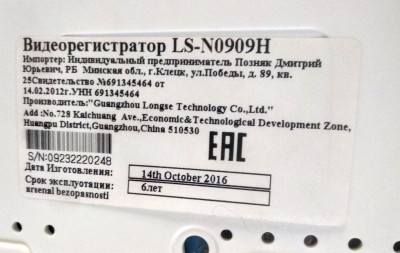 Видеорегистратор LS-N0909H
Импортер: Индивидуальный предприниматель Позняк Дмитрий
Юрьевич, РБ Минская обл., г.Клецк, ул.Победы, д. 89, кв.
25Свидетельство №691345464 от
14.02.2012г.УНН 691345464
Производитель:"Guangzhou Longse Technology Co.,Ltd."
Add :No.728 Kaichuang Ave.,Economic&Technological Development Zone,
Huangpu District,Guangzhou,China 510530
EAC
S/N:09232220248
Дата Изготовления: 14th October 2016
Срок эксплуотации: 6лет
arsenal bezopasnosti